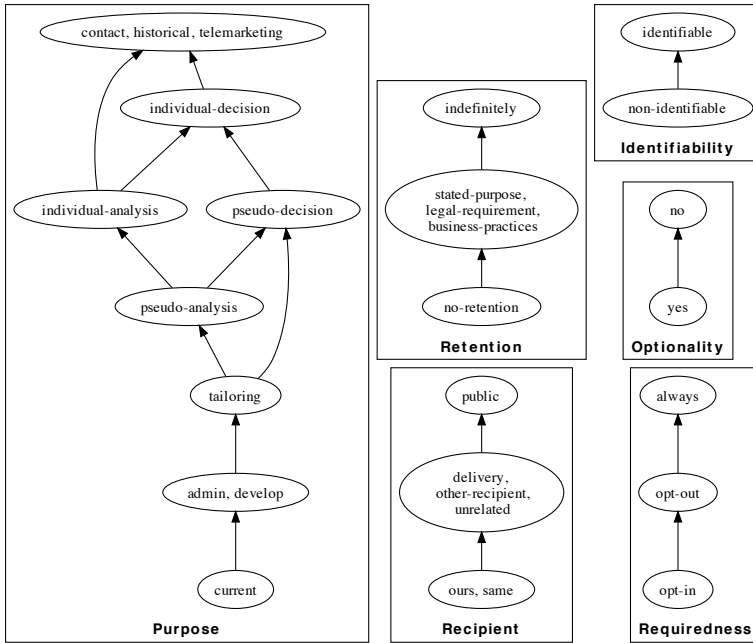 contact, historical, telemarketing
individual-decision
individual-analysis
pseudo-decision
pseudo-analysis
tailoring
admin, develop
current
Purpose
indefinitely
stated-purpose,
legal-requirement,
business-practices
no-retention
Retention
public
delivery,
other-recipient,
unrelated
ours, same
Recipient
identifiable
non-identifiable
Identifiability
no
yes
Optionality
always
opt-out
opt-in
Requiredness